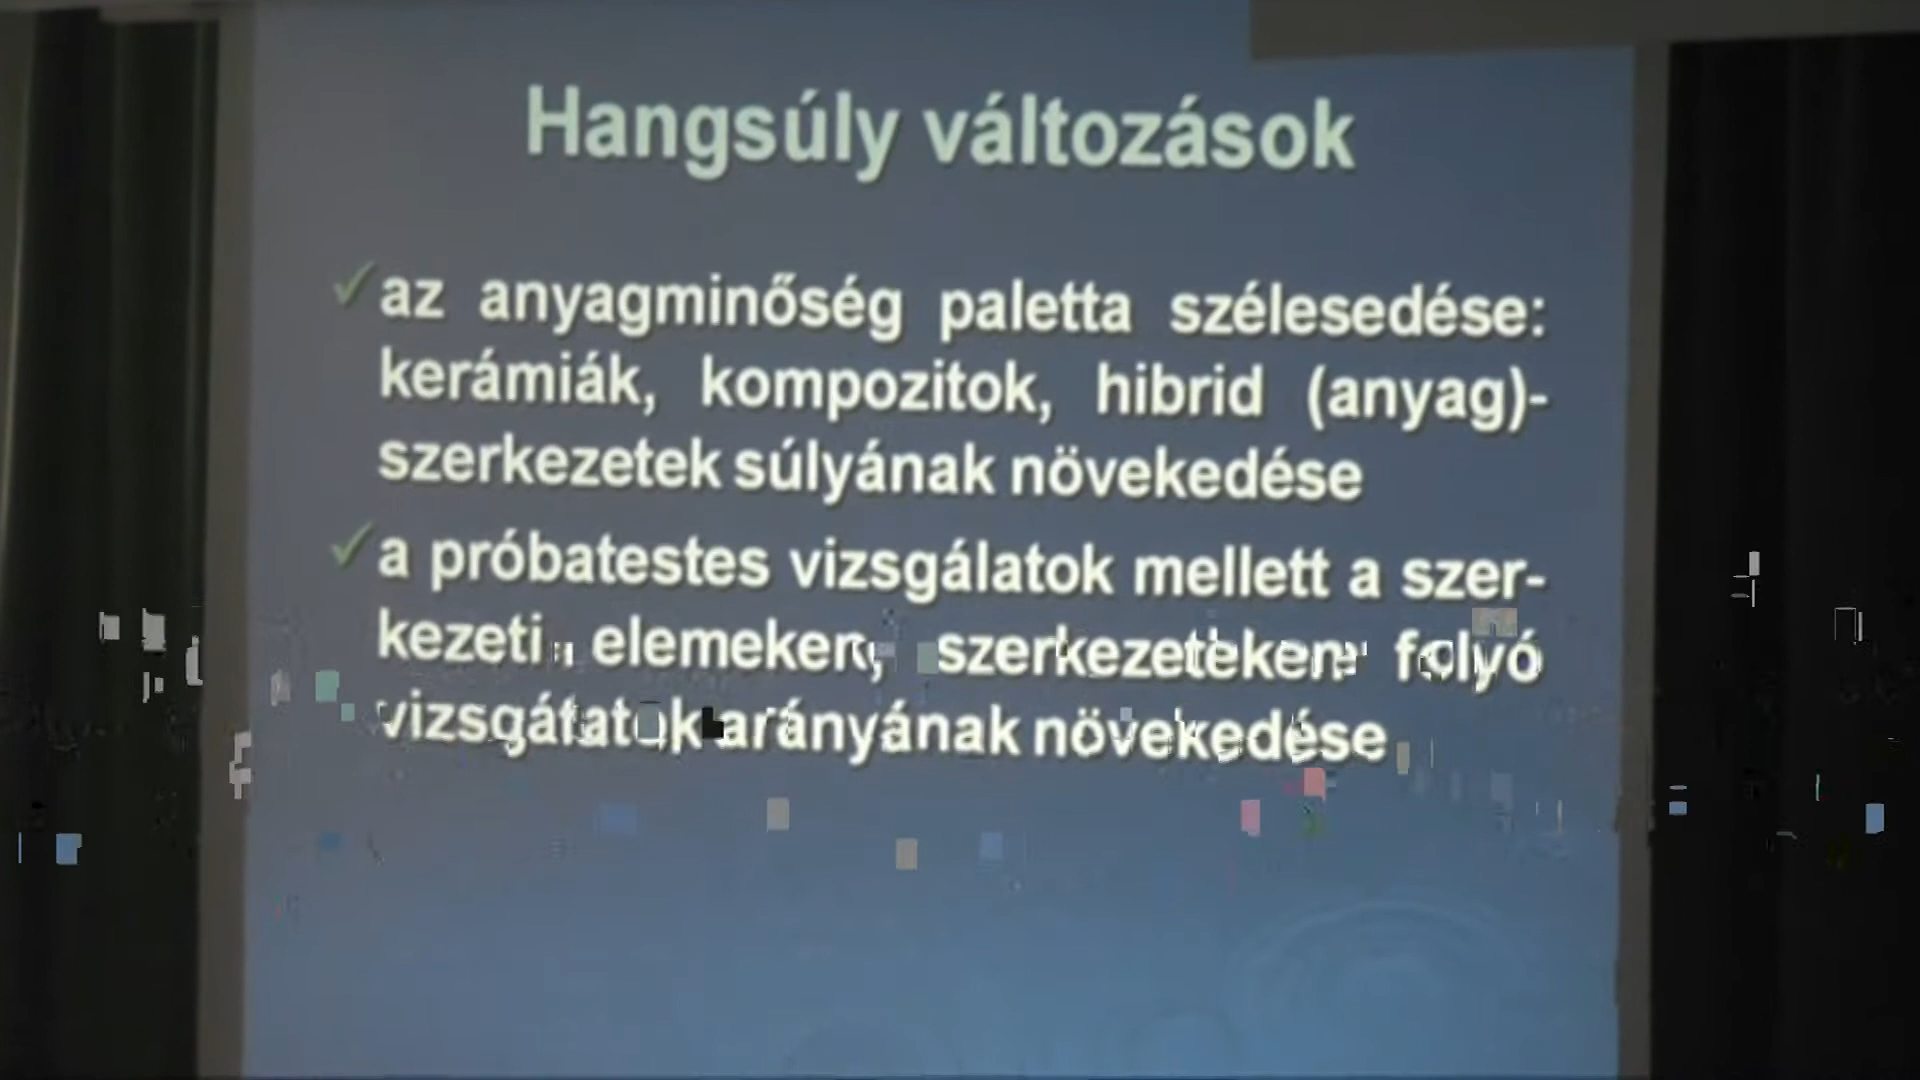 Hangsúly változások
az anyagminőség paletta szélesedése:
kerámiák, kompozitok, hibrid (anyag)-
szerkezetek súlyának növekedése
a próbatestes vizsgálatok mellett a szer-
kezeti elemeken, szerkezeteken folyó
vizsgálatok arányának növekedése